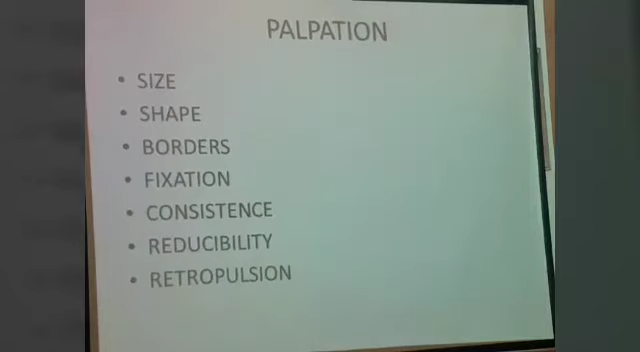 PALPATION
• SIZE
• SHAPE
• BORDERS
• FIXATION
• CONSISTENCE
• REDUCIBILITY
• RETROPULSION